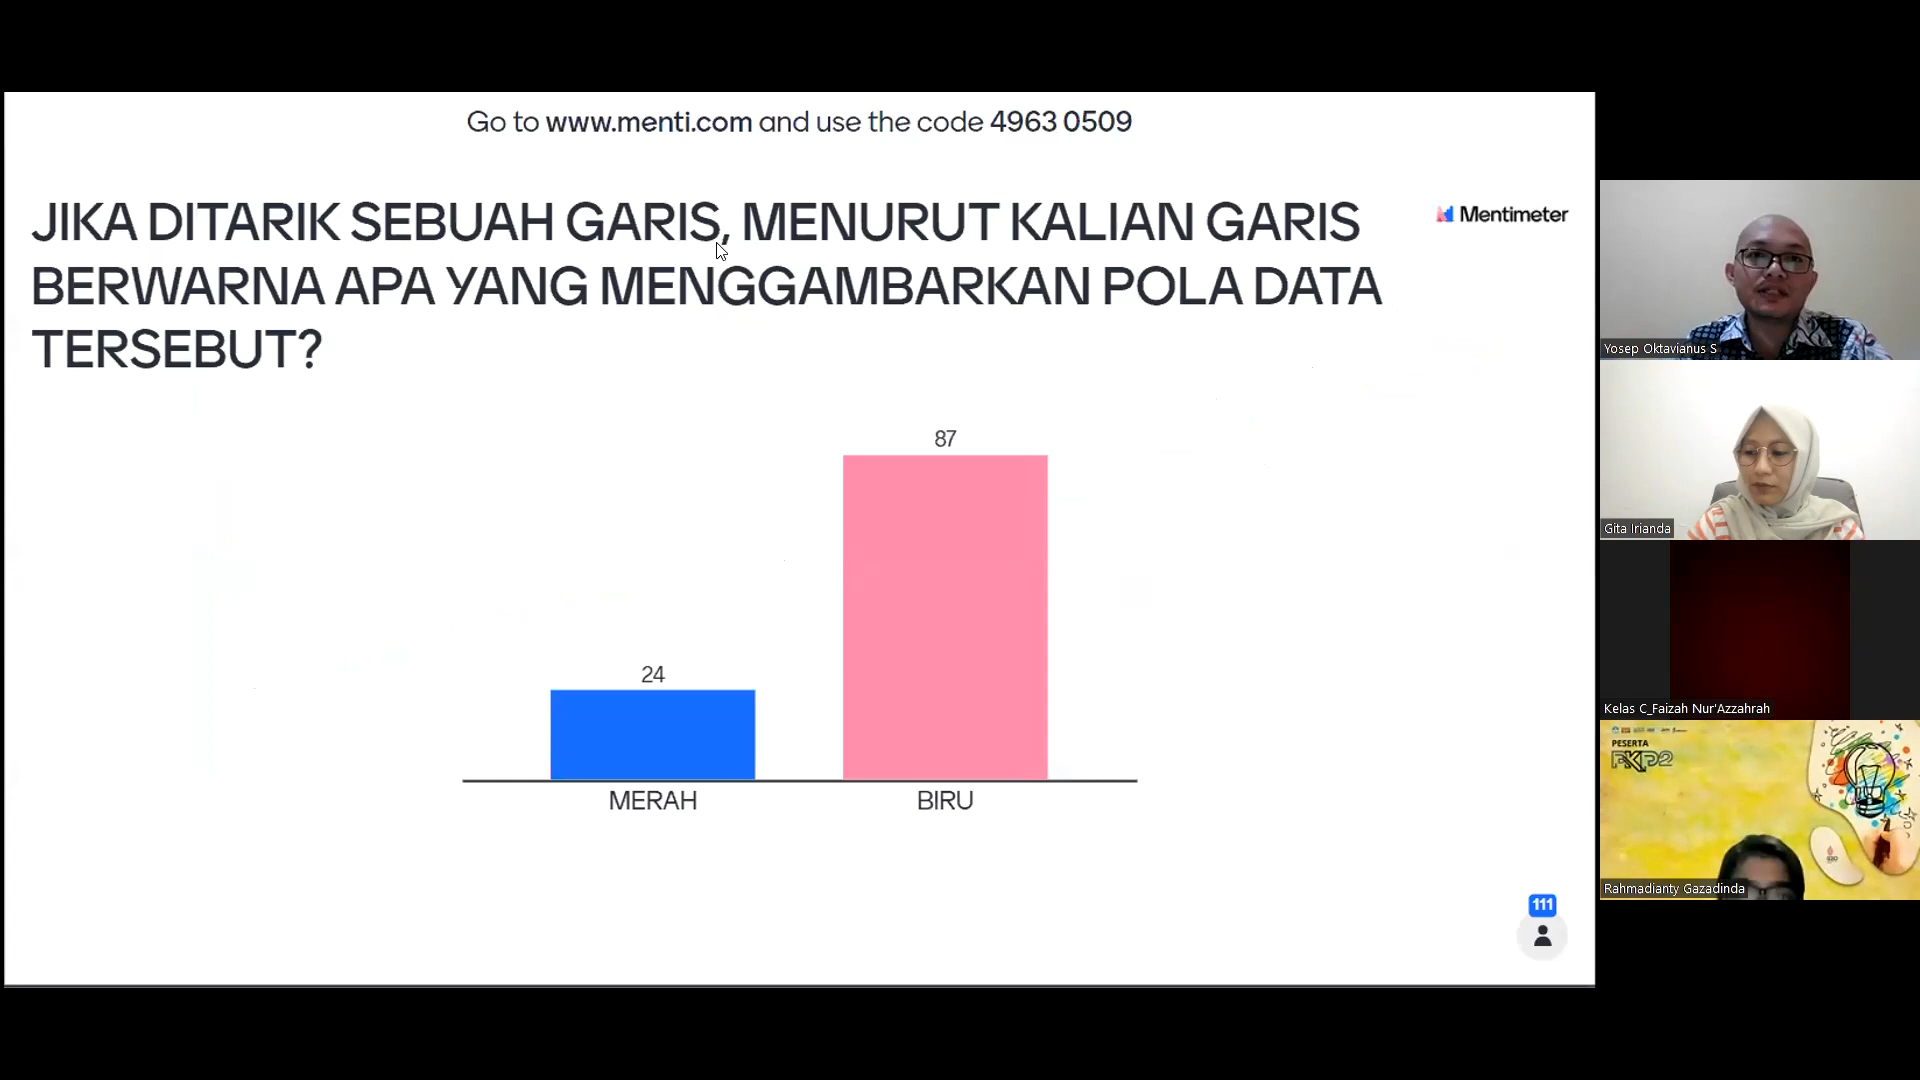 Go to www.menti.com and use the code 4963 0509
JIKA DITARIK SEBUAH GARIS, MENURUT KALIAN GARIS
BERWARNA APA YANG MENGGAMBARKAN POLA DATA
TERSEBUT?
Mentimeter
87
24
MERAH
BIRU
111
Yosep Oktavianus S
Gita Irianda
Kelas C_Faizah Nur'Azzahrah
PESERTA
PKP2
Rahmadianty Gazadinda